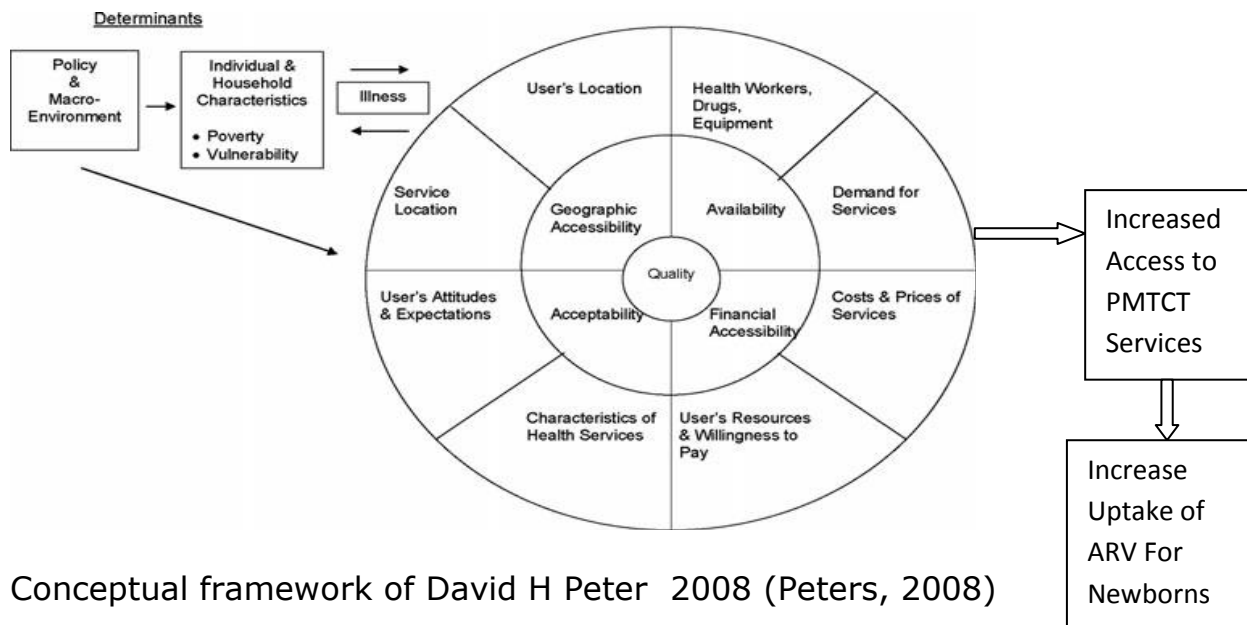 Determinants
Policy
&
Macro-
Environment
Individual &
Household
Characteristics
• Poverty
• Vulnerability
Illness
User's Location
Health Workers,
Drugs,
Equipment
Service
Location
Geographic
Accessibility
Availability
Demand for
Services
Quality
User's Attitudes
& Expectations
Acceptability
Financial
Accessibility
Costs & Prices of
Services
Characteristics of
Health Services
User's Resources
& Willingness to
Pay
Increased
Access to
PMTCT
Services
Increase
Uptake of
ARV For
Newborns
Conceptual framework of David H Peter 2008 (Peters, 2008)